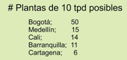 # Plantas de 10 tpd posibles
Bogotá; 50
Medellín; 15
Cali; 14
Barranquilla; 11
Cartagena; 6